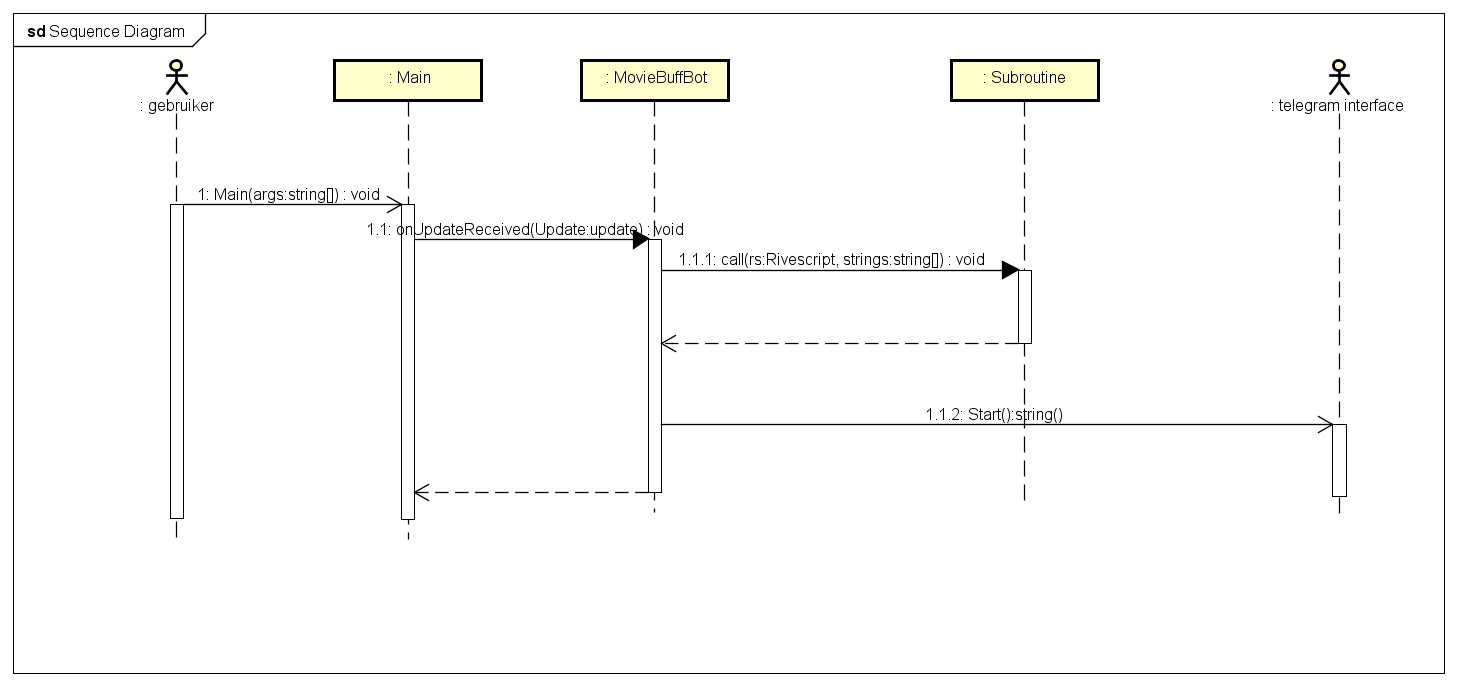 sd Sequence Diagram
: gebruiker
: Main
: MovieBuffBot
: Subroutine
: telegram interface
1: Main(args:string[]) : void
1.1: onUpdateReceived(Update:update) : void
1.1.1: call(rs:Rivescript, strings:string[]) : void
1.1.2: Start():string()